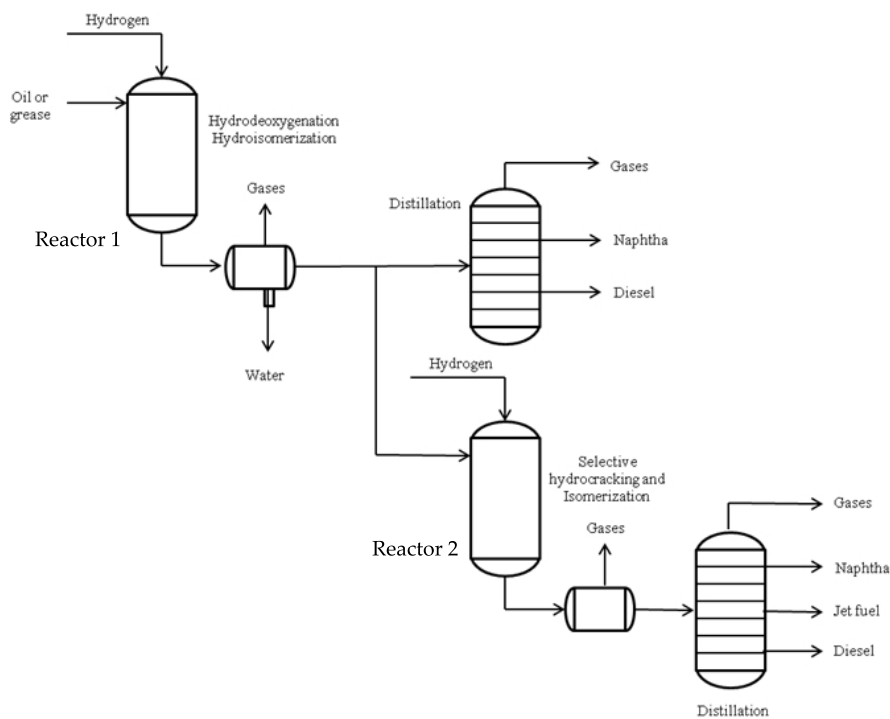 Hydrogen
Oil or
grease
Hydrodeoxygenation
Hydroisomerization
Reactor 1
Gases
Water
Distillation
Gases
Naphtha
Diesel
Hydrogen
Selective
hydrocracking and
Isomerization
Reactor 2
Gases
Gases
Naphtha
Jet fuel
Diesel
Distillation